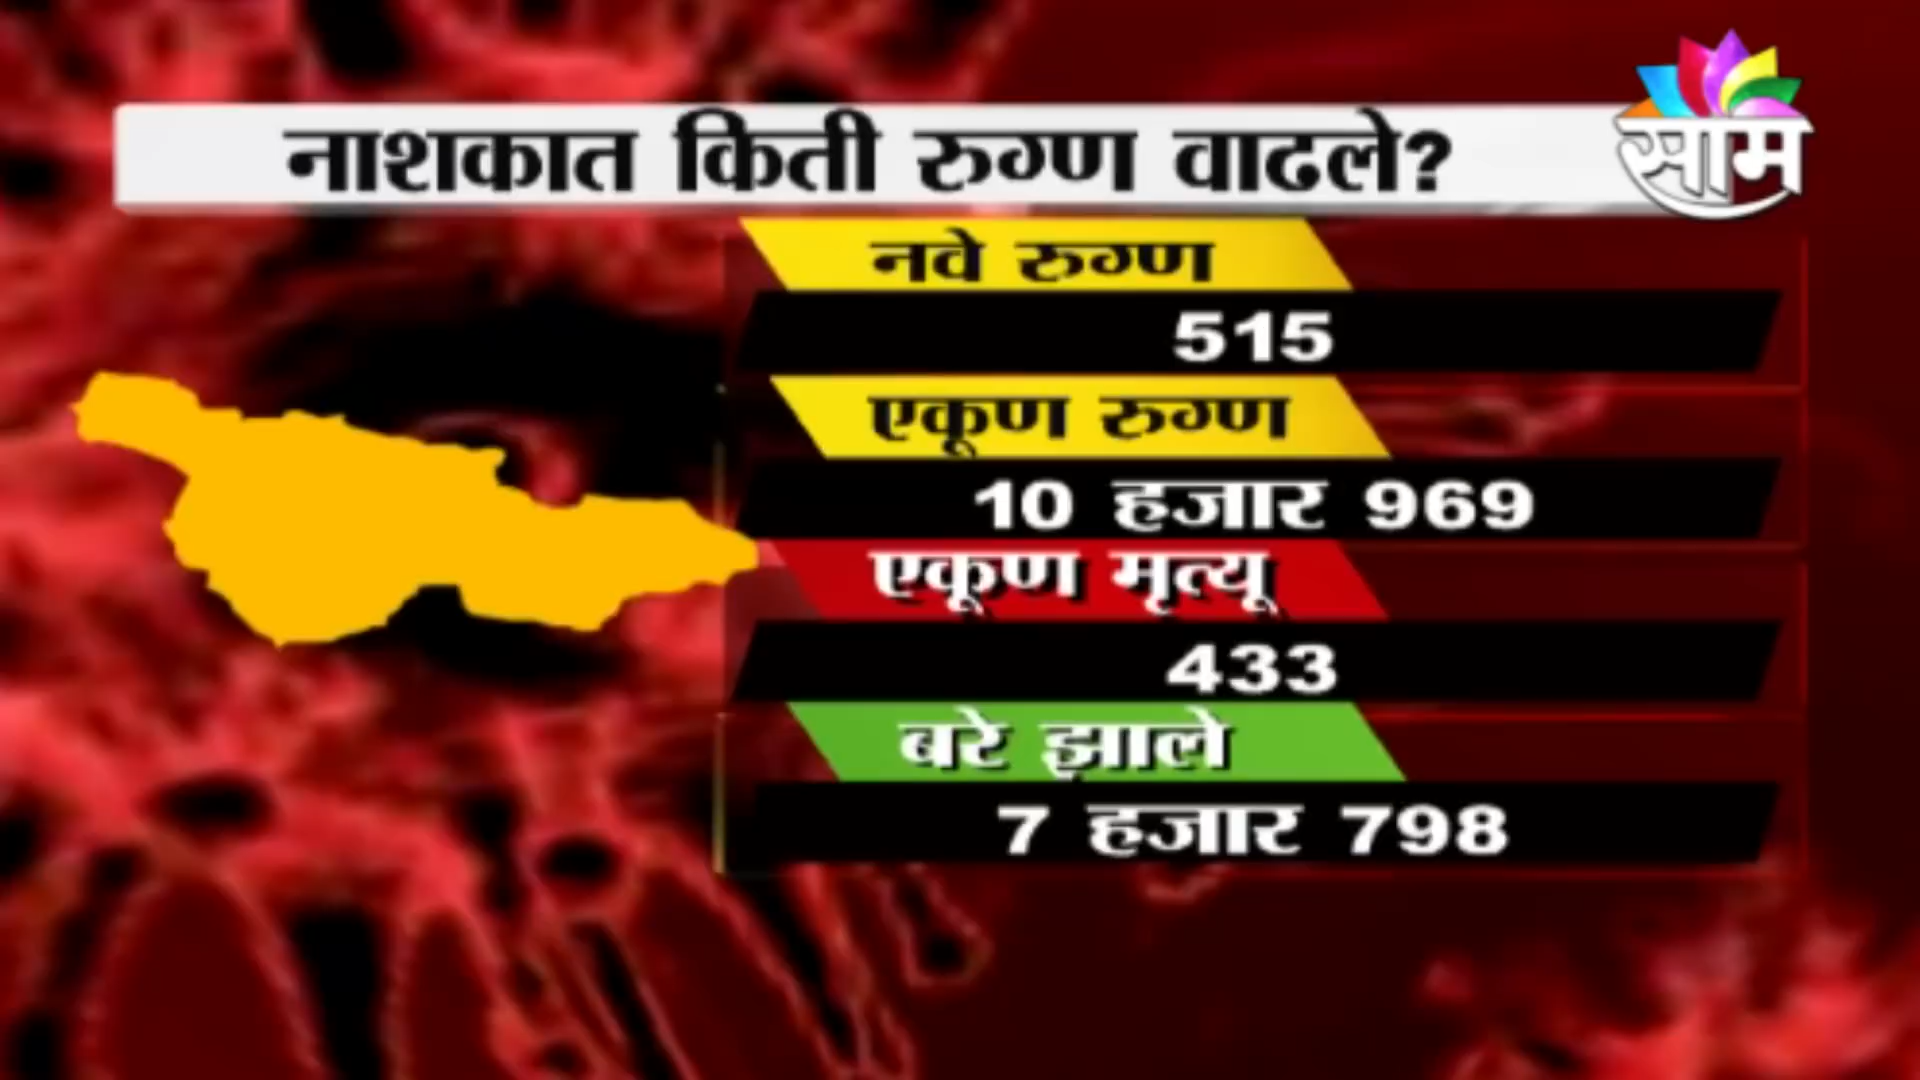 नाशकात किती रुग्ण वाढले?
साम
नवे रुग्ण
515
एकूण रुग्ण
10 हजार 969
एकूण मृत्यू
433
बरे झाले
7 हजार 798